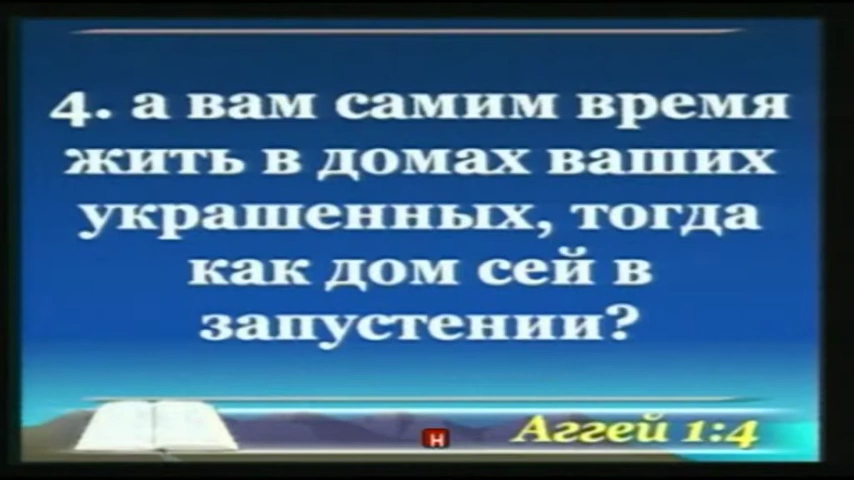 4. а вам самим время
жить в домах ваших
украшенных, тогда
как дом сей в
запустении?
Аггей 1:4
н